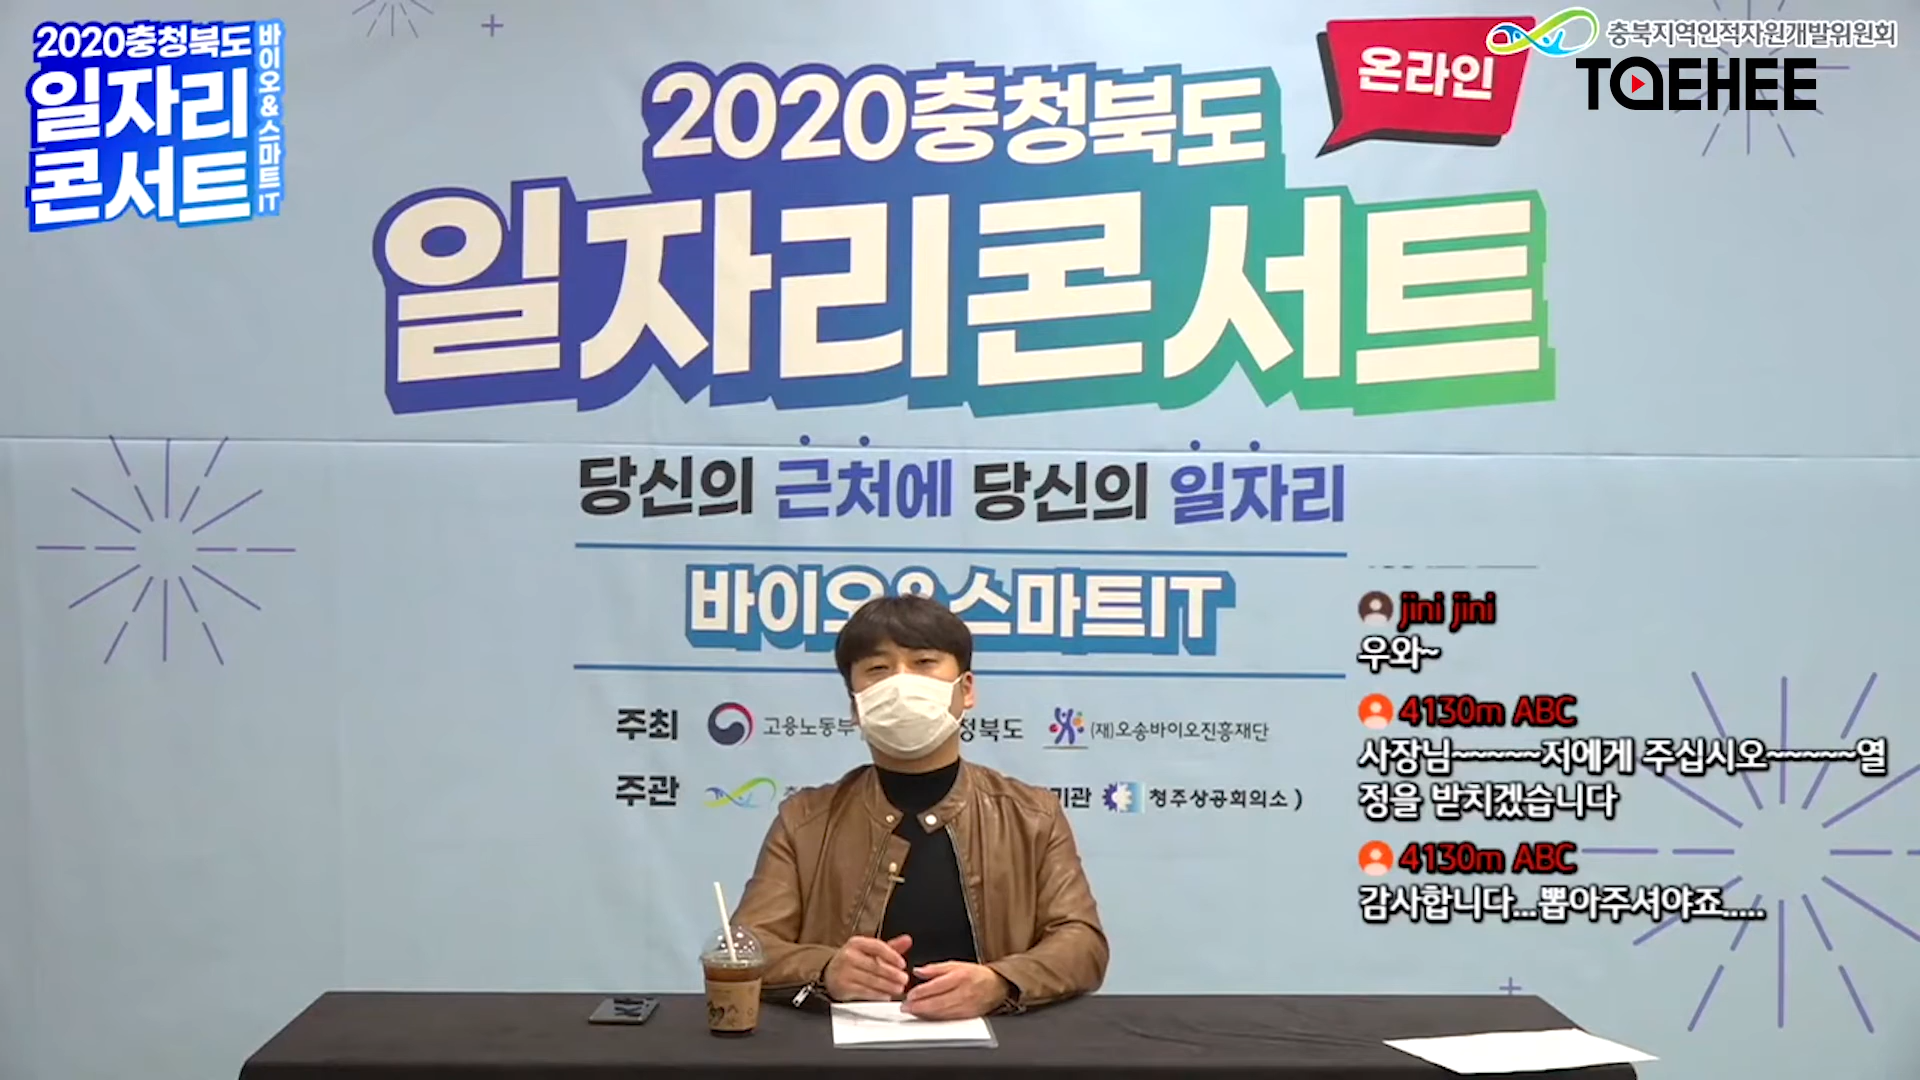 2020충청북도
일자리
콘서트
바이오&스마트IT
충북지역인적자원개발위원회
TAEHEE
온라인
2020충청북도
일자리콘서트
당신의 근처에 당신의 일자리
바이오&스마트IT
주최 고용노동부 청북도 (재)오송바이오진흥재단
주관 기관 청주상공회의소 )
jini jini
우와~
4130m ABC
사장님~~~~~저에게 주십시오~~~~~열
정을 받치겠습니다
4130m ABC
감사합니다...뽑아주셔야죠.....